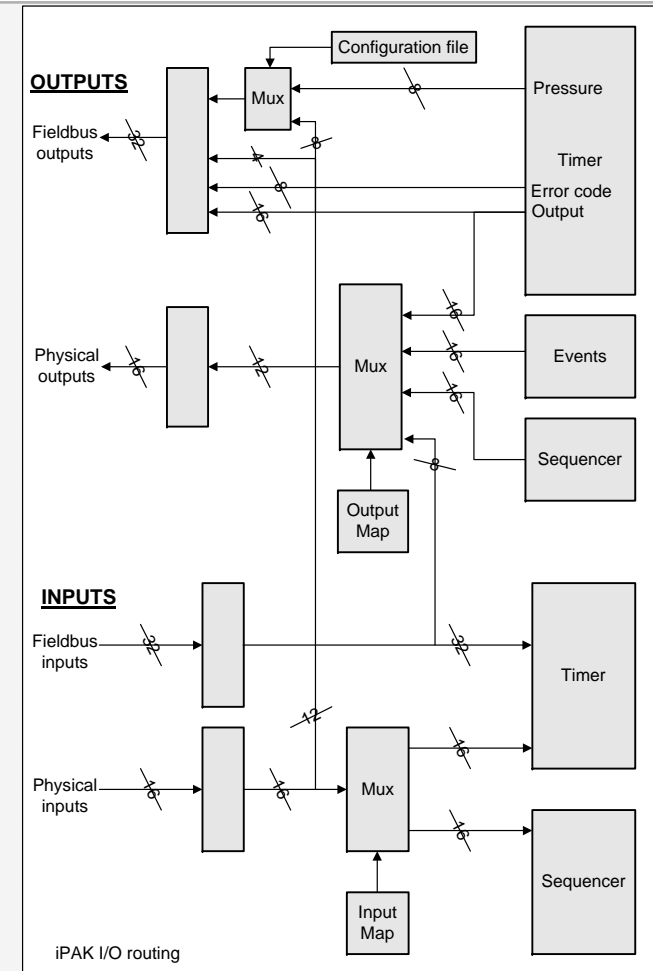 Configuration file
OUTPUTS
Mux
8
Pressure
Fieldbus
outputs
32
8
4
Timer
8
Error code
16
Output
16
Physical
outputs
16
12
Mux
16
Events
16
8
Sequencer
Output
Map
INPUTS
Fieldbus
inputs
32
32
Timer
12
16
Physical
inputs
16
16
Mux
16
Sequencer
Input
Map
iPAK I/O routing